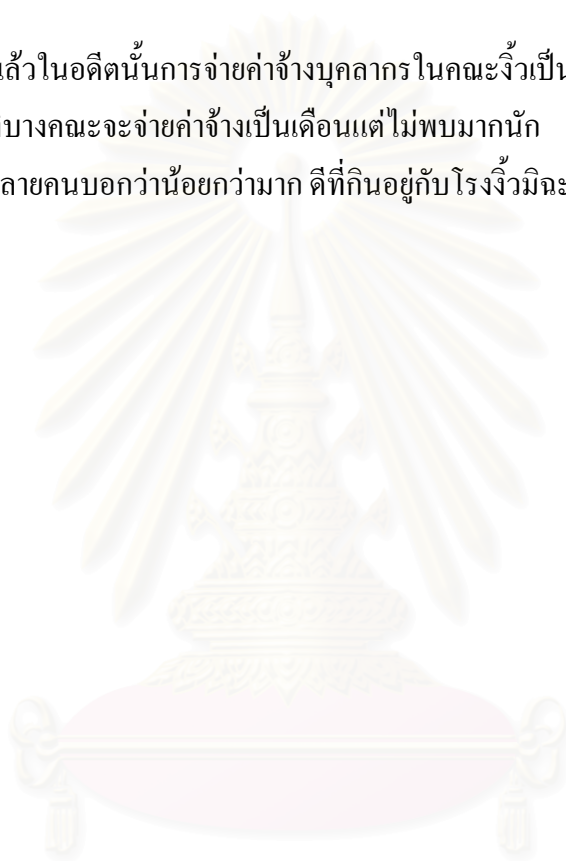 แล้วในอดีตนั้นการจ่ายค่าจ้างบุคลากรในคณะงิ้วเป็น
บางคณะจะจ่ายค่าจ้างเป็นเดือนแต่ไม่พบมากนัก
ลายคนบอกว่าน้อยกว่ามาก ดีที่กินอยู่กับโรงงิ้วมิฉะ